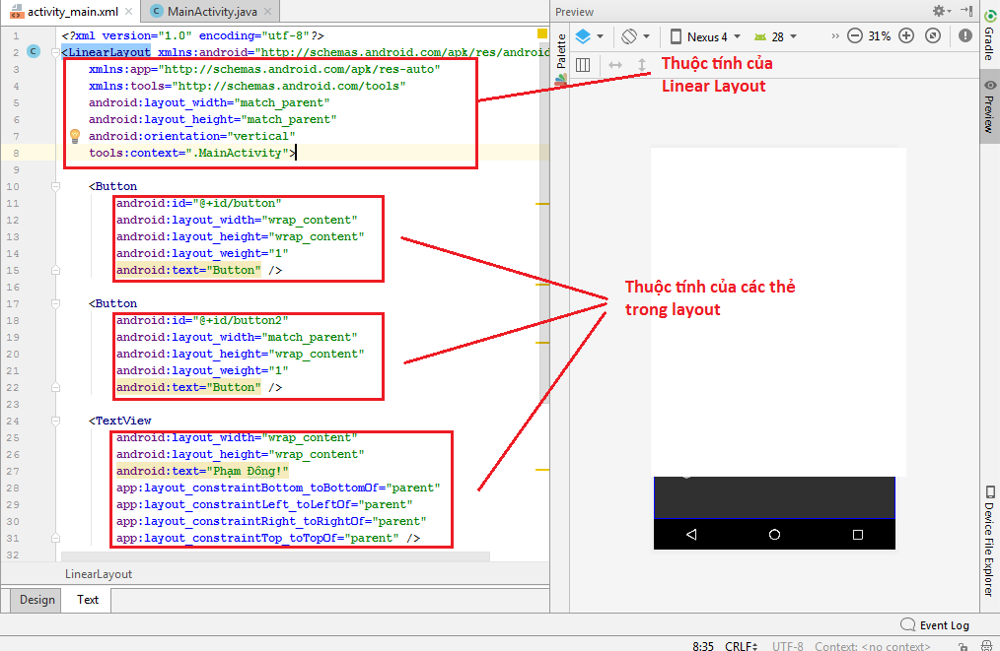 activity_main.xml
MainActivity.java
Preview
1 <?xml version="1.0" encoding="utf-8"?>
2 <LinearLayout xmlns:android="http://schemas.android.com/apk/res/android
3 xmlns:app="http://schemas.android.com/apk/res-auto"
4 xmlns:tools="http://schemas.android.com/tools"
5 android:layout_width="match_parent"
6 android:layout_height="match_parent"
7 android:orientation="vertical"
8 tools:context=".MainActivity">
9
10 <Button
11 android:id="@+id/button"
12 android:layout_width="wrap_content"
13 android:layout_height="wrap_content"
14 android:layout_weight="1"
15 android:text="Button" />
16
17 <Button
18 android:id="@+id/button2"
19 android:layout_width="match_parent"
20 android:layout_height="wrap_content"
21 android:layout_weight="1"
22 android:text="Button" />
23
24 <TextView
25 android:layout_width="wrap_content"
26 android:layout_height="wrap_content"
27 android:text="Phạm Đông!"
28 app:layout_constraintBottom_toBottomOf="parent"
29 app:layout_constraintLeft_toLeftOf="parent"
30 app:layout_constraintRight_toRightOf="parent"
31 app:layout_constraintTop_toTopOf="parent" />
32
Palette
Nexus 4
28
31%
Thuộc tính của
Linear Layout
Thuộc tính của các thẻ
trong layout
Gradle
Preview
Device File Explorer
LinearLayout
Design
Text
Event Log
8:35 CRLF UTF-8 Context: <no context>